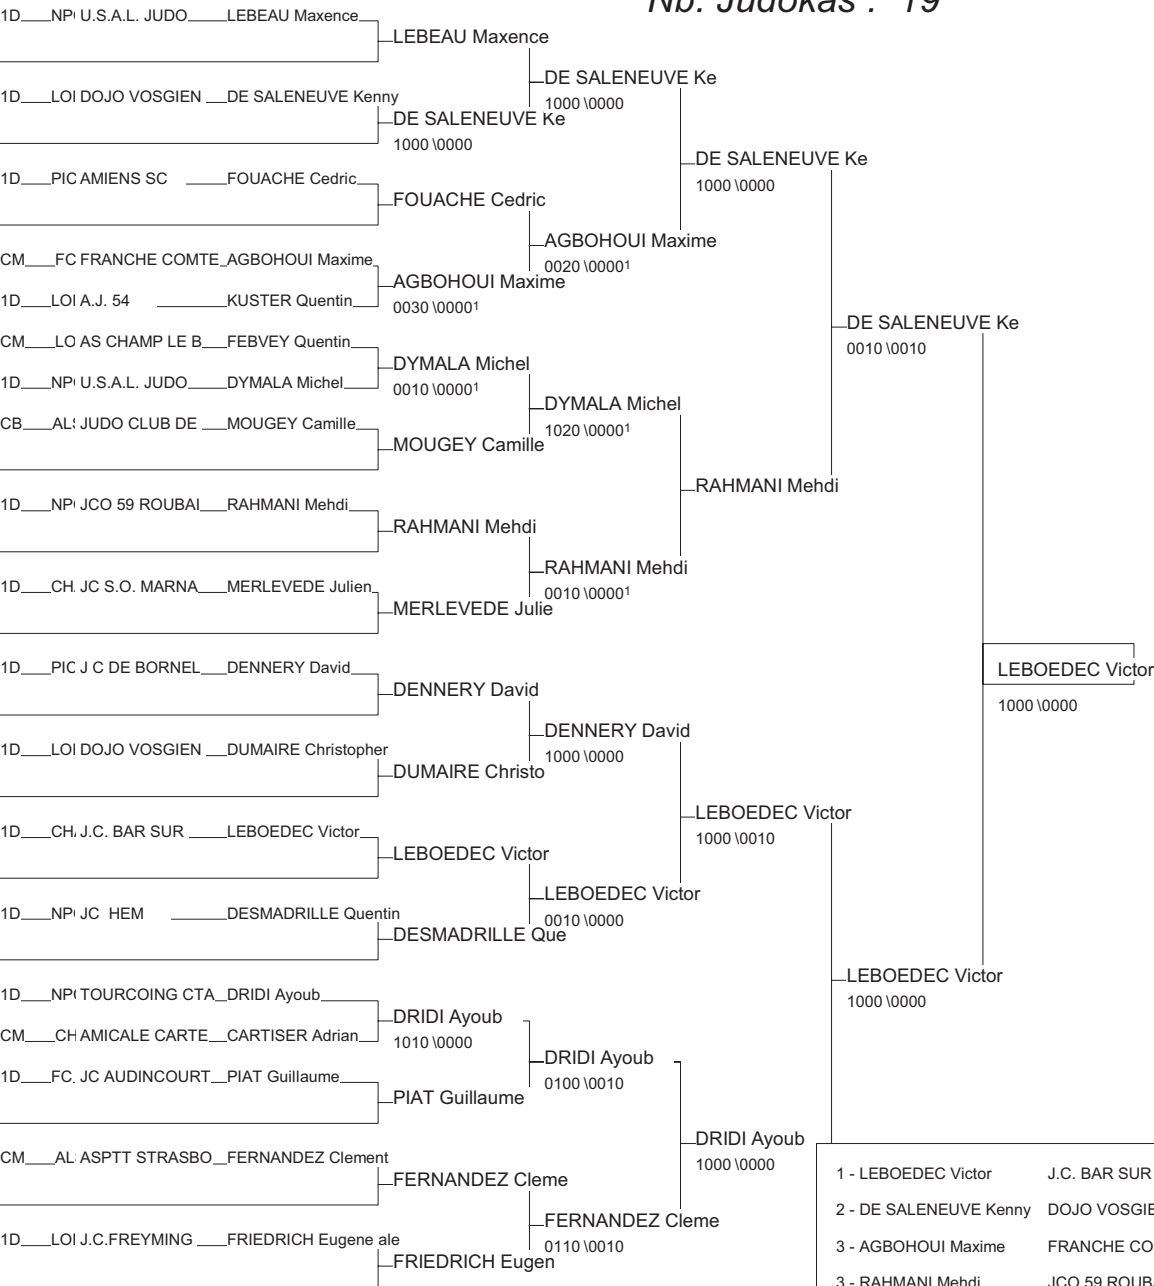 Nb. Judokas : 19
1D NP U.S.A.L. JUDO LEBEAU Maxence
LEBEAU Maxence
DE SALENEUVE Ke
1000 \0000
1D LOI DOJO VOSGIEN DE SALENEUVE Kenny
DE SALENEUVE Ke
1000 \0000
DE SALENEUVE Ke
1000 \0000
1D PIC AMIENS SC FOUACHE Cedric
FOUACHE Cedric
AGBOHOUI Maxime
0020 \0000¹
CM FC FRANCHE COMTE AGBOHOUI Maxime
AGBOHOUI Maxime
0030 \0000¹
1D LOI A.J. 54 KUSTER Quentin
DE SALENEUVE Ke
0010 \0010
CM LO AS CHAMP LE B FEBVEY Quentin
DYMALA Michel
0010 \0000¹
1D NP U.S.A.L. JUDO DYMALA Michel
DYMALA Michel
1020 \0000¹
CB AL JUDO CLUB DE MOUGEY Camille
MOUGEY Camille
RAHMANI Mehdi
1D NP JCO 59 ROUBAI RAHMANI Mehdi
RAHMANI Mehdi
RAHMANI Mehdi
0010 \0000¹
1D CH JC S.O. MARNA MERLEVEDE Julien
MERLEVEDE Julie
1D PIC J C DE BORNEL DENNERY David
LEBOEDEC Victor
1000 \0000
DENNERY David
DENNERY David
1000 \0000
1D LOI DOJO VOSGIEN DUMAIRE Christopher
DUMAIRE Christo
LEBOEDEC Victor
1000 \0010
1D CH J.C. BAR SUR LEBOEDEC Victor
LEBOEDEC Victor
LEBOEDEC Victor
0010 \0000
1D NP JC HEM DESMADRILLE Quentin
DESMADRILLE Que
LEBOEDEC Victor
1000 \0000
1D NP TOURCOING CTA DRIDI Ayoub
DRIDI Ayoub
1010 \0000
CM CH AMICALE CARTE CARTISER Adrian
DRIDI Ayoub
0100 \0010
1D FC JC AUDINCOURT PIAT Guillaume
PIAT Guillaume
DRIDI Ayoub
1000 \0000
CM AL ASPTT STRASBO FERNANDEZ Clement
FERNANDEZ Cleme
FERNANDEZ Cleme
0110 \0010
1D LOI J.C.FREYMING FRIEDRICH Eugene ale
FRIEDRICH Eugen
1 - LEBOEDEC Victor J.C. BAR SUR
2 - DE SALENEUVE Kenny DOJO VOSGIE
3 - AGBOHOUI Maxime FRANCHE CO
3 - RAHMANI Mehdi JCO 59 ROUB